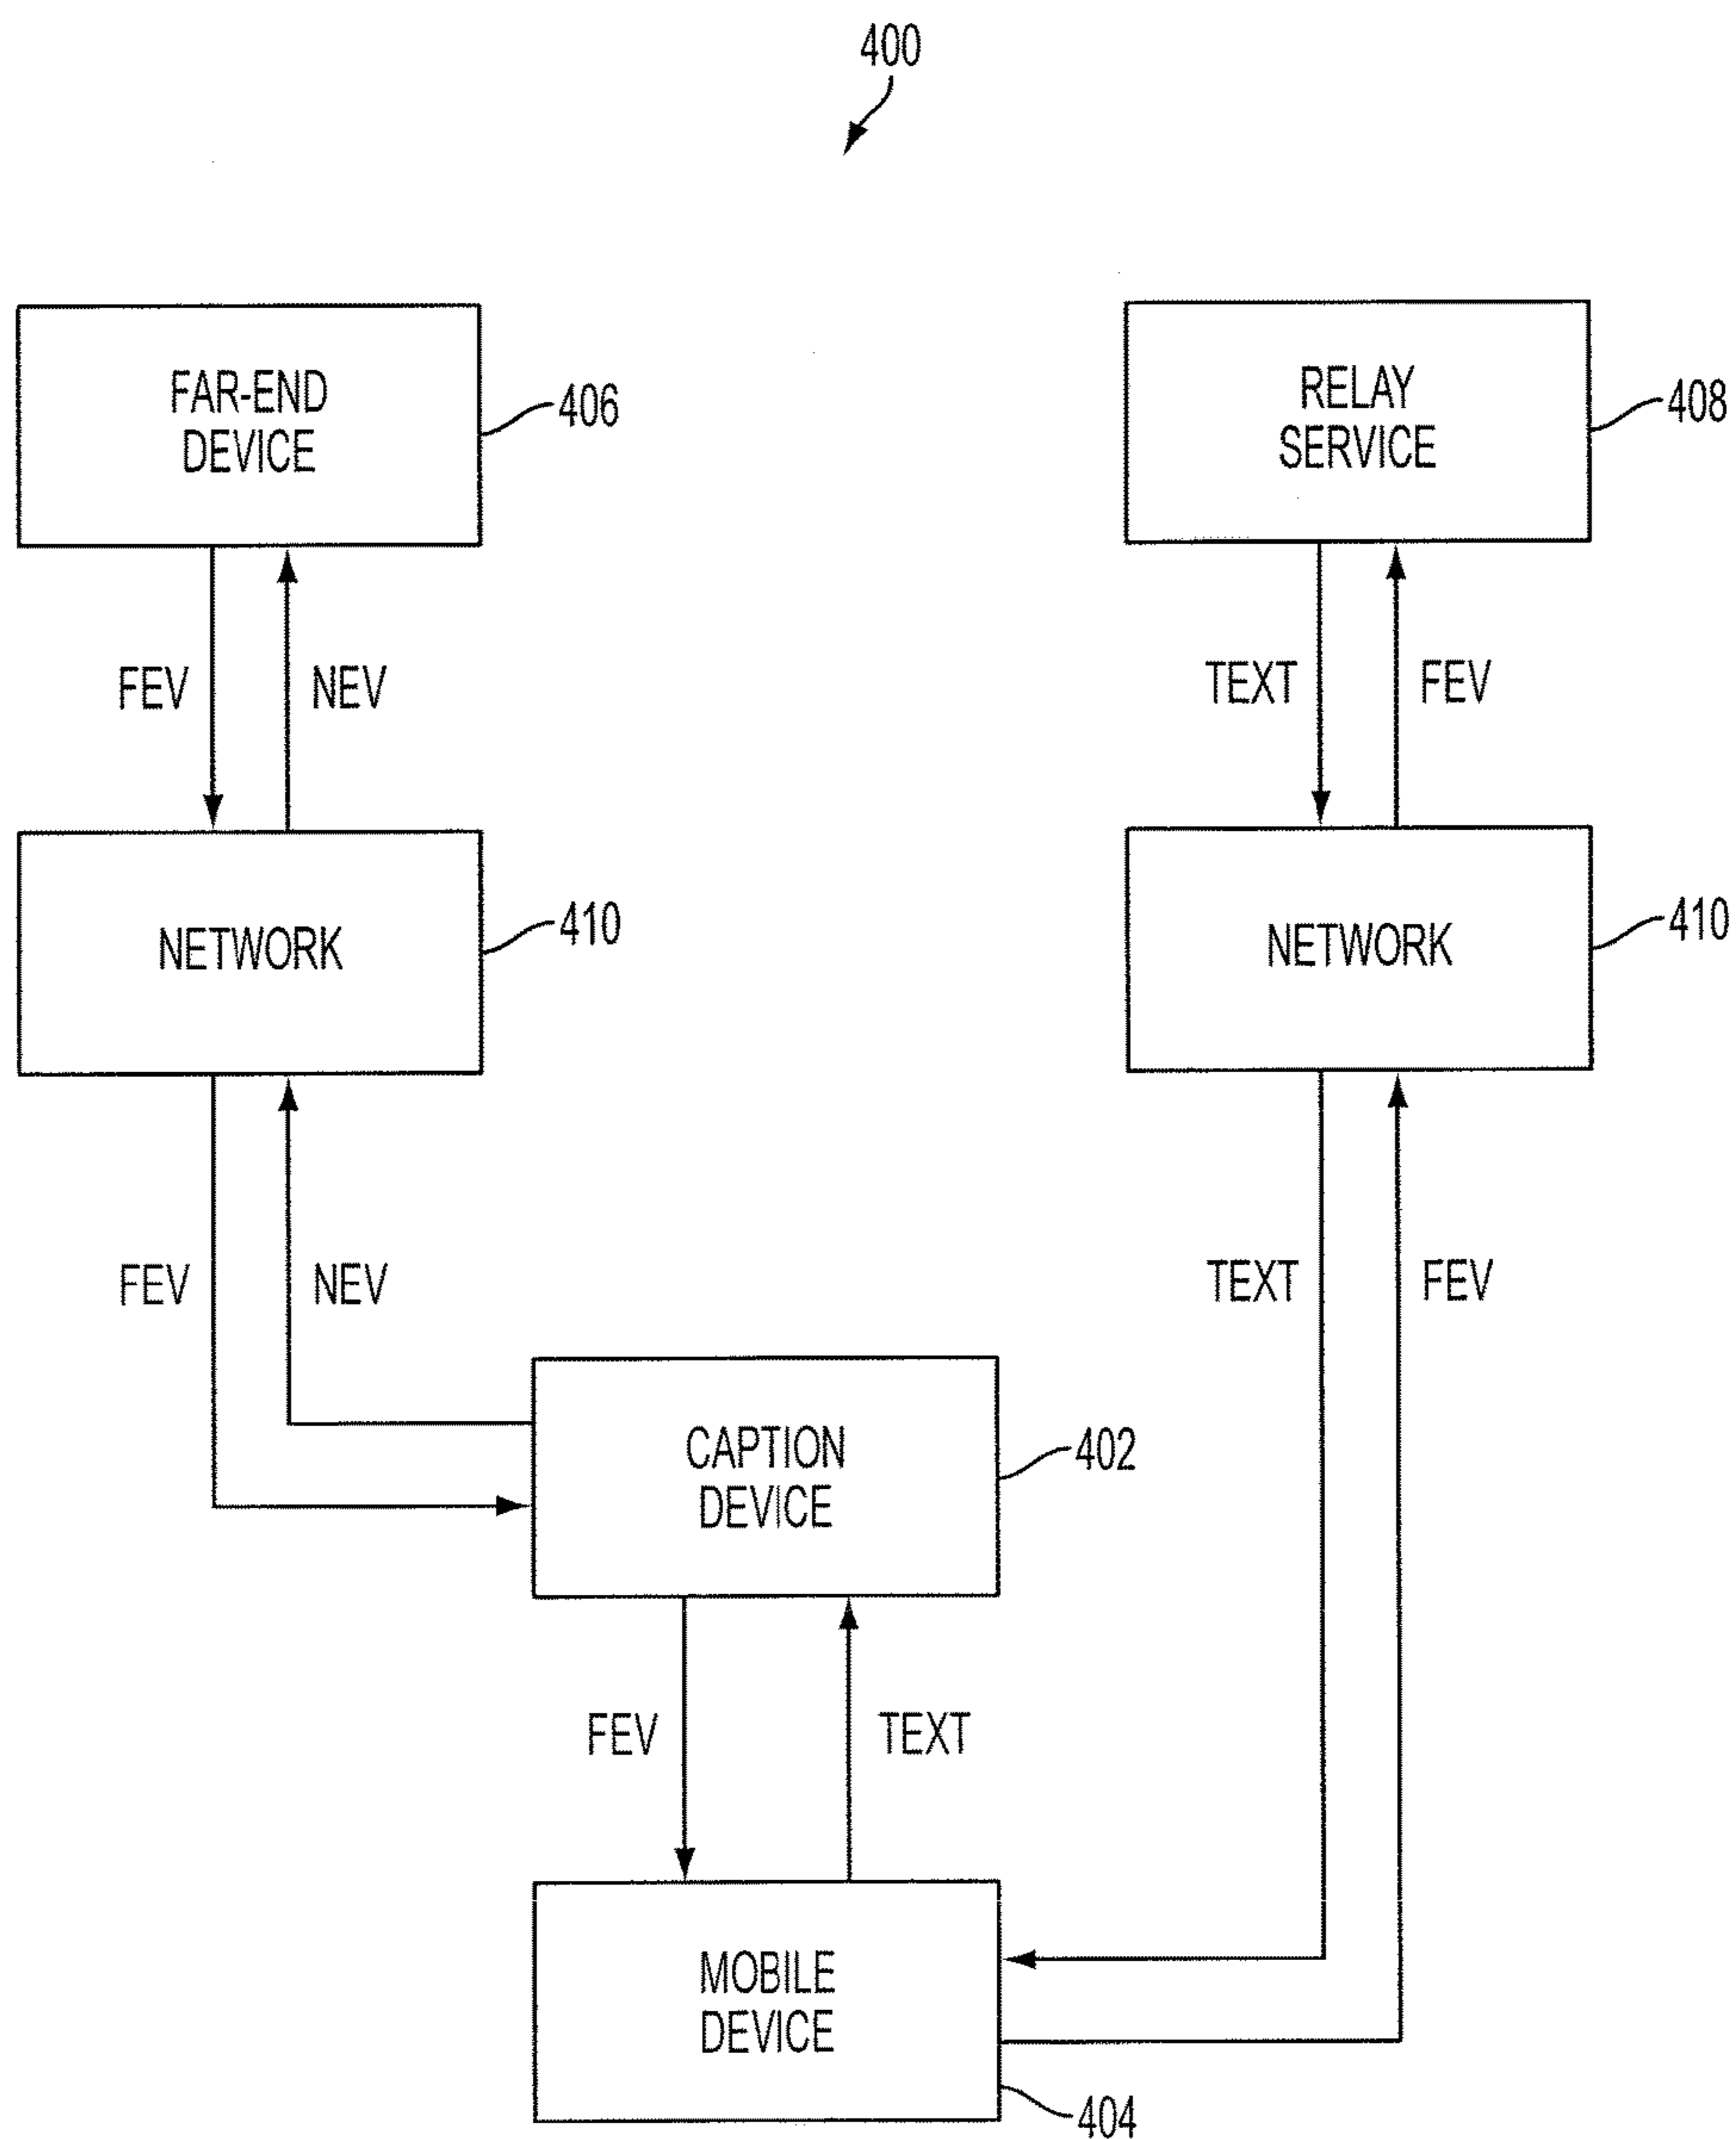 400
FAR-END
DEVICE
406
RELAY
SERVICE
408
FEV
NEV
TEXT
FEV
NETWORK
410
NETWORK
410
FEV
NEV
TEXT
FEV
CAPTION
DEVICE
402
FEV
TEXT
MOBILE
DEVICE
404